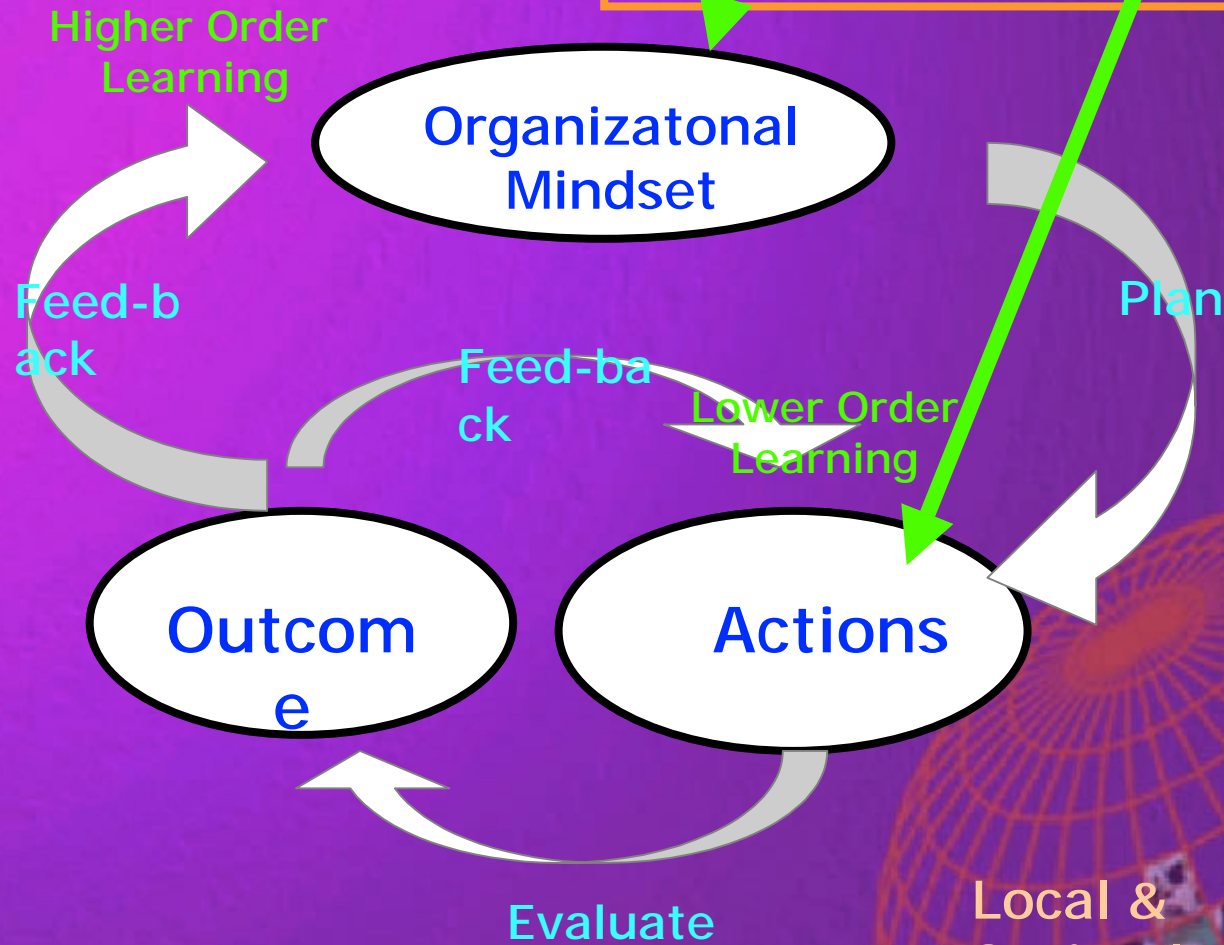 Higher Order
Learning
Organizatonal
Mindset
Feed-b
ack
Plan
Feed-ba
ck
Lower Order
Learning
Outcom
e
Actions
Evaluate
Local &